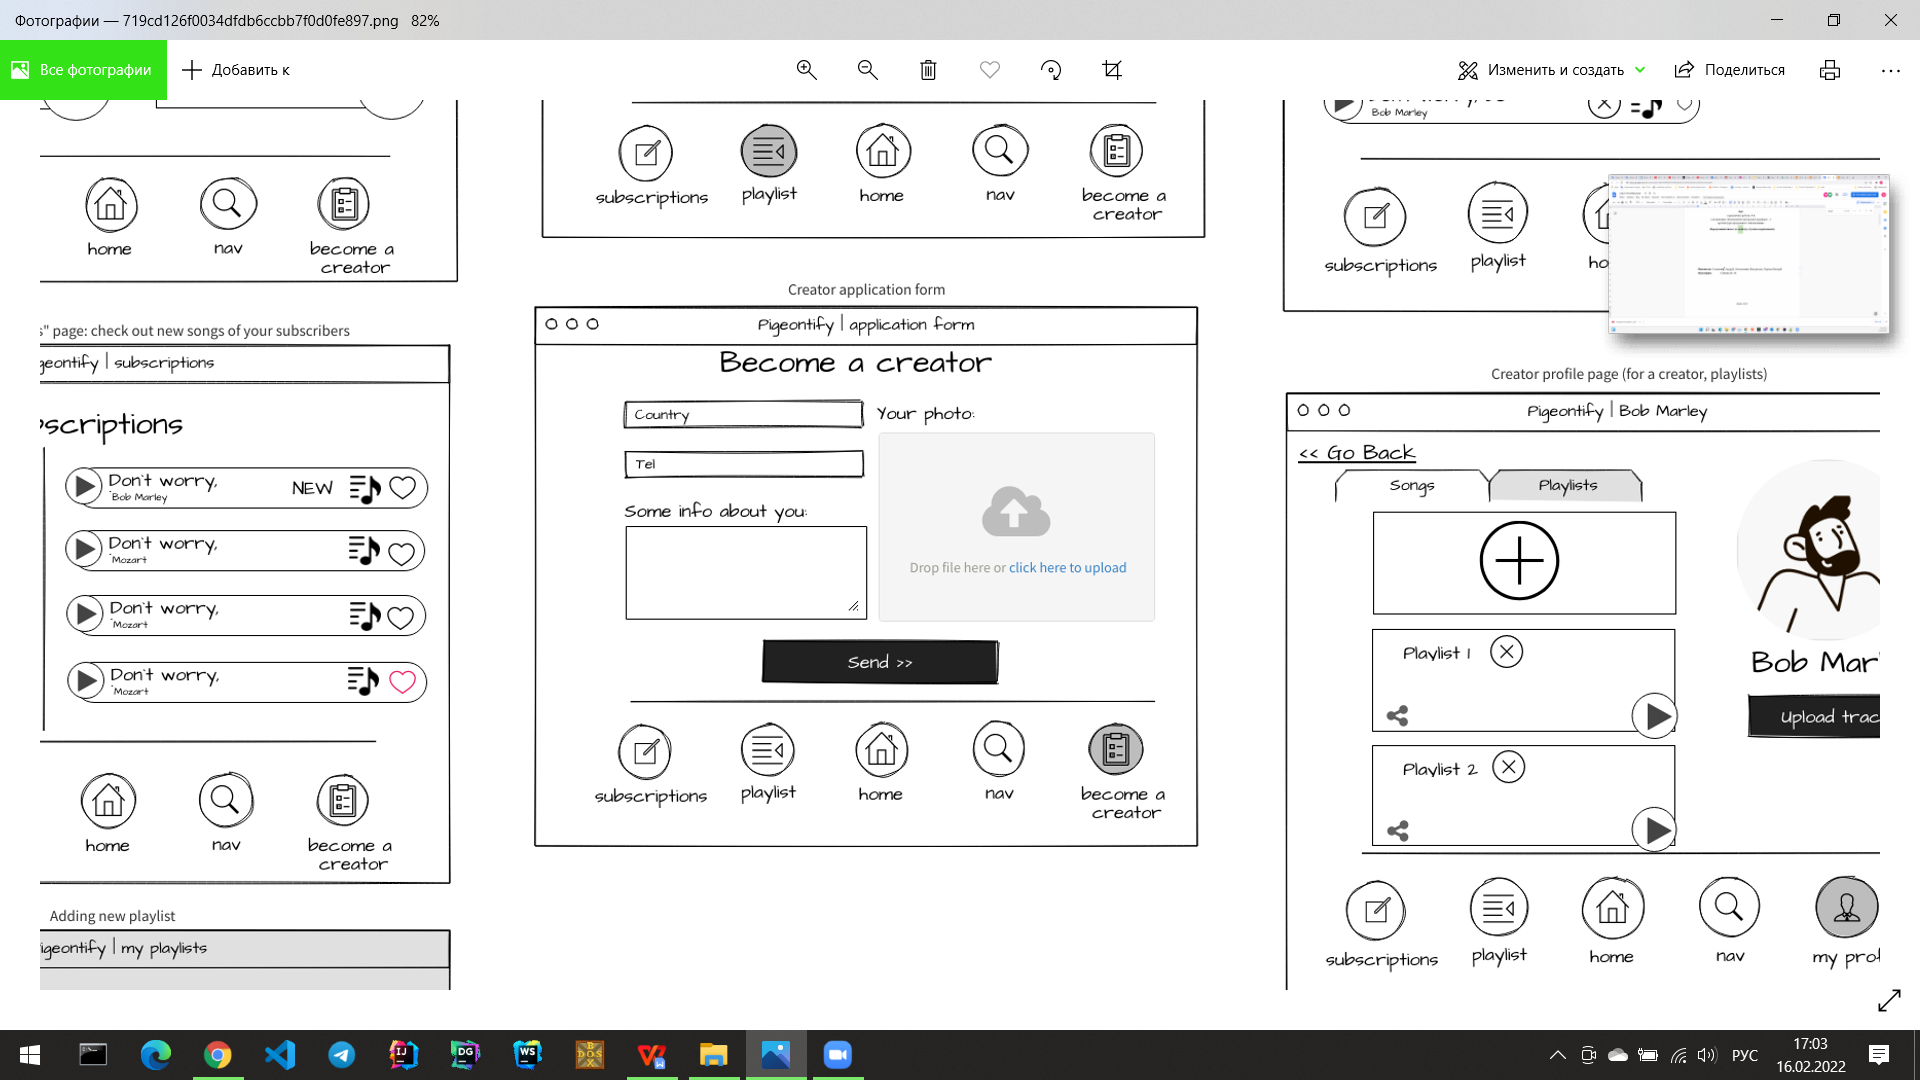 Фотографии — 719cd126f0034dfdb6ccbb7f0d0fe897.png 82%
Все фотографии
Добавить к
Изменить и создать
Поделиться
home
nav
become a
creator
s" page: check out new songs of your subscribers
geontify | subscriptions
scriptions
Don't worry,
Bob Marley
NEW
Don't worry,
Mozart
Don't worry,
Mozart
Don't worry,
Mozart
home
nav
become a
creator
Adding new playlist
igeontify | my playlists
subscriptions
playlist
home
nav
become a
creator
Creator application form
Pigeontify | application form
Become a creator
Country
Your photo:
Tel
Some info about you:
Drop file here or click here to upload
Send >>
subscriptions
playlist
home
nav
become a
creator
Bob Marley
subscriptions
playlist
ho
Creator profile page (for a creator, playlists)
Pigeontify | Bob Marley
<< Go Back
Songs
Playlists
Playlist 1
Playlist 2
Bob Mar
Upload trac
subscriptions
playlist
home
nav
my prof
РУС
17:03
16.02.2022